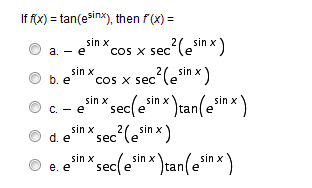 If f(x) = tan(e^sinx), then f'(x) =
a. − e^sin x cos x sec²(e^sin x)
b. e^sin x cos x sec²(e^sin x)
c. − e^sin x sec(e^sin x)tan(e^sin x)
d. e^sin x sec²(e^sin x)
e. e^sin x sec(e^sin x)tan(e^sin x)